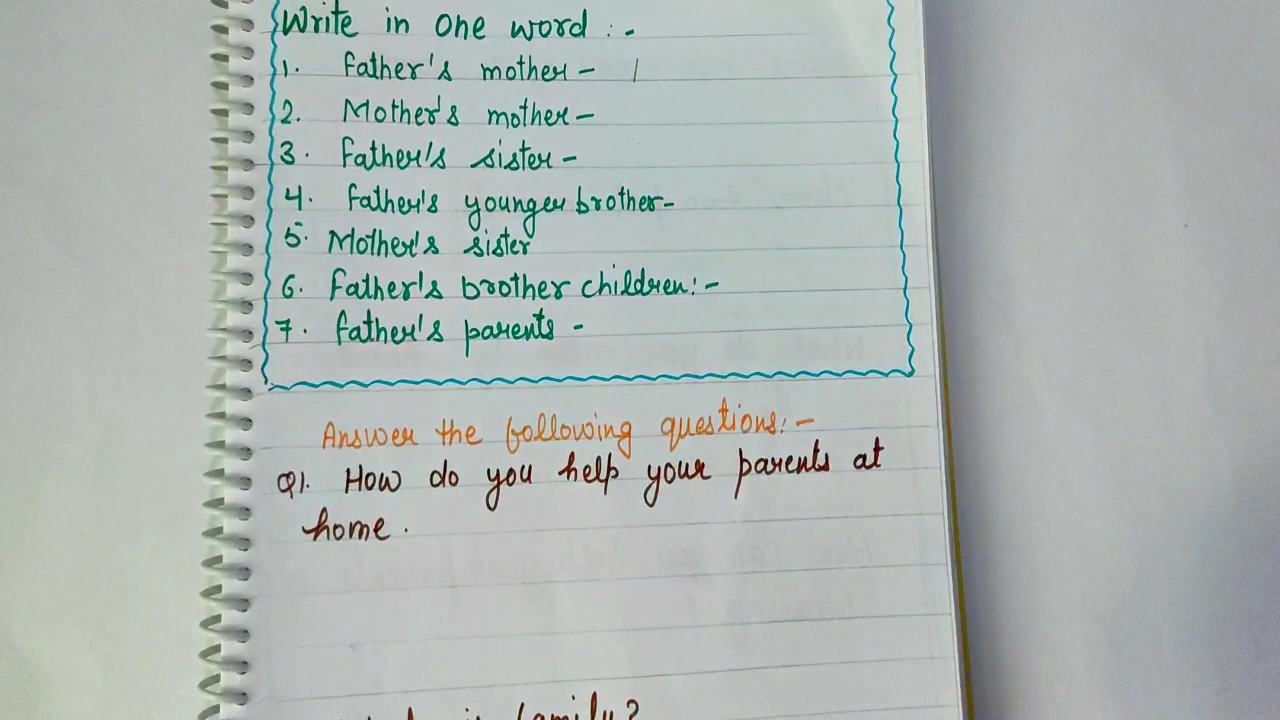 Write in one word :-
1. Father's mother -
2. Mother's mother -
3. Father's sister -
4. Father's younger brother-
5. Mother's sister
6. Father's brother children:-
7. Father's parents -
Answer the following questions:-
Q1. How do you help your parents at
home.
is family?